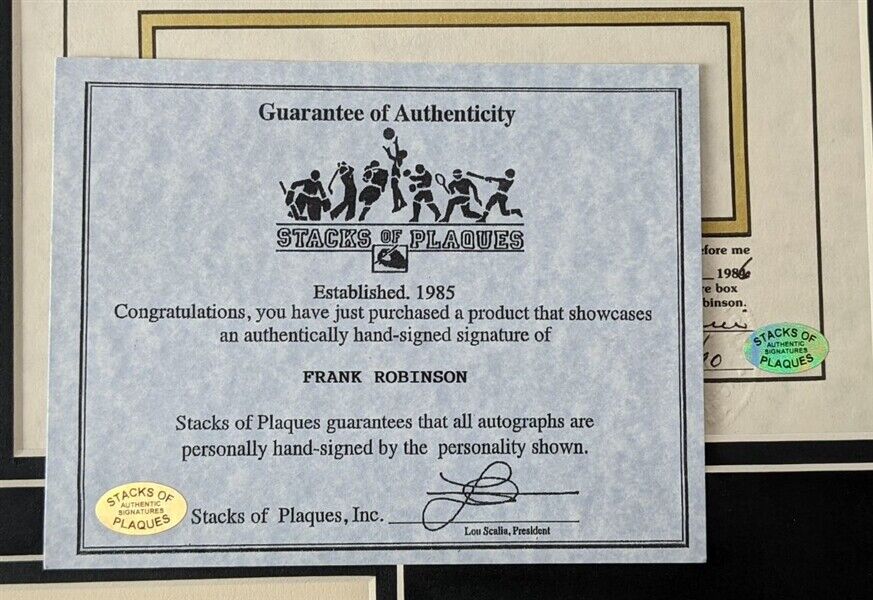 Guarantee of Authenticity
STACKS OF PLAQUES
Established. 1985
Congratulations, you have just purchased a product that showcases
an authentically hand-signed signature of
FRANK ROBINSON
Stacks of Plaques guarantees that all autographs are
personally hand-signed by the personality shown.
STACKS OF
AUTHENTIC
SIGNATURES
PLAQUES
Stacks of Plaques, Inc.
Lou Scalia, President
efore me
re box
binson.
STACKS OF
AUTHENTIC
SIGNATURES
PLAQUES